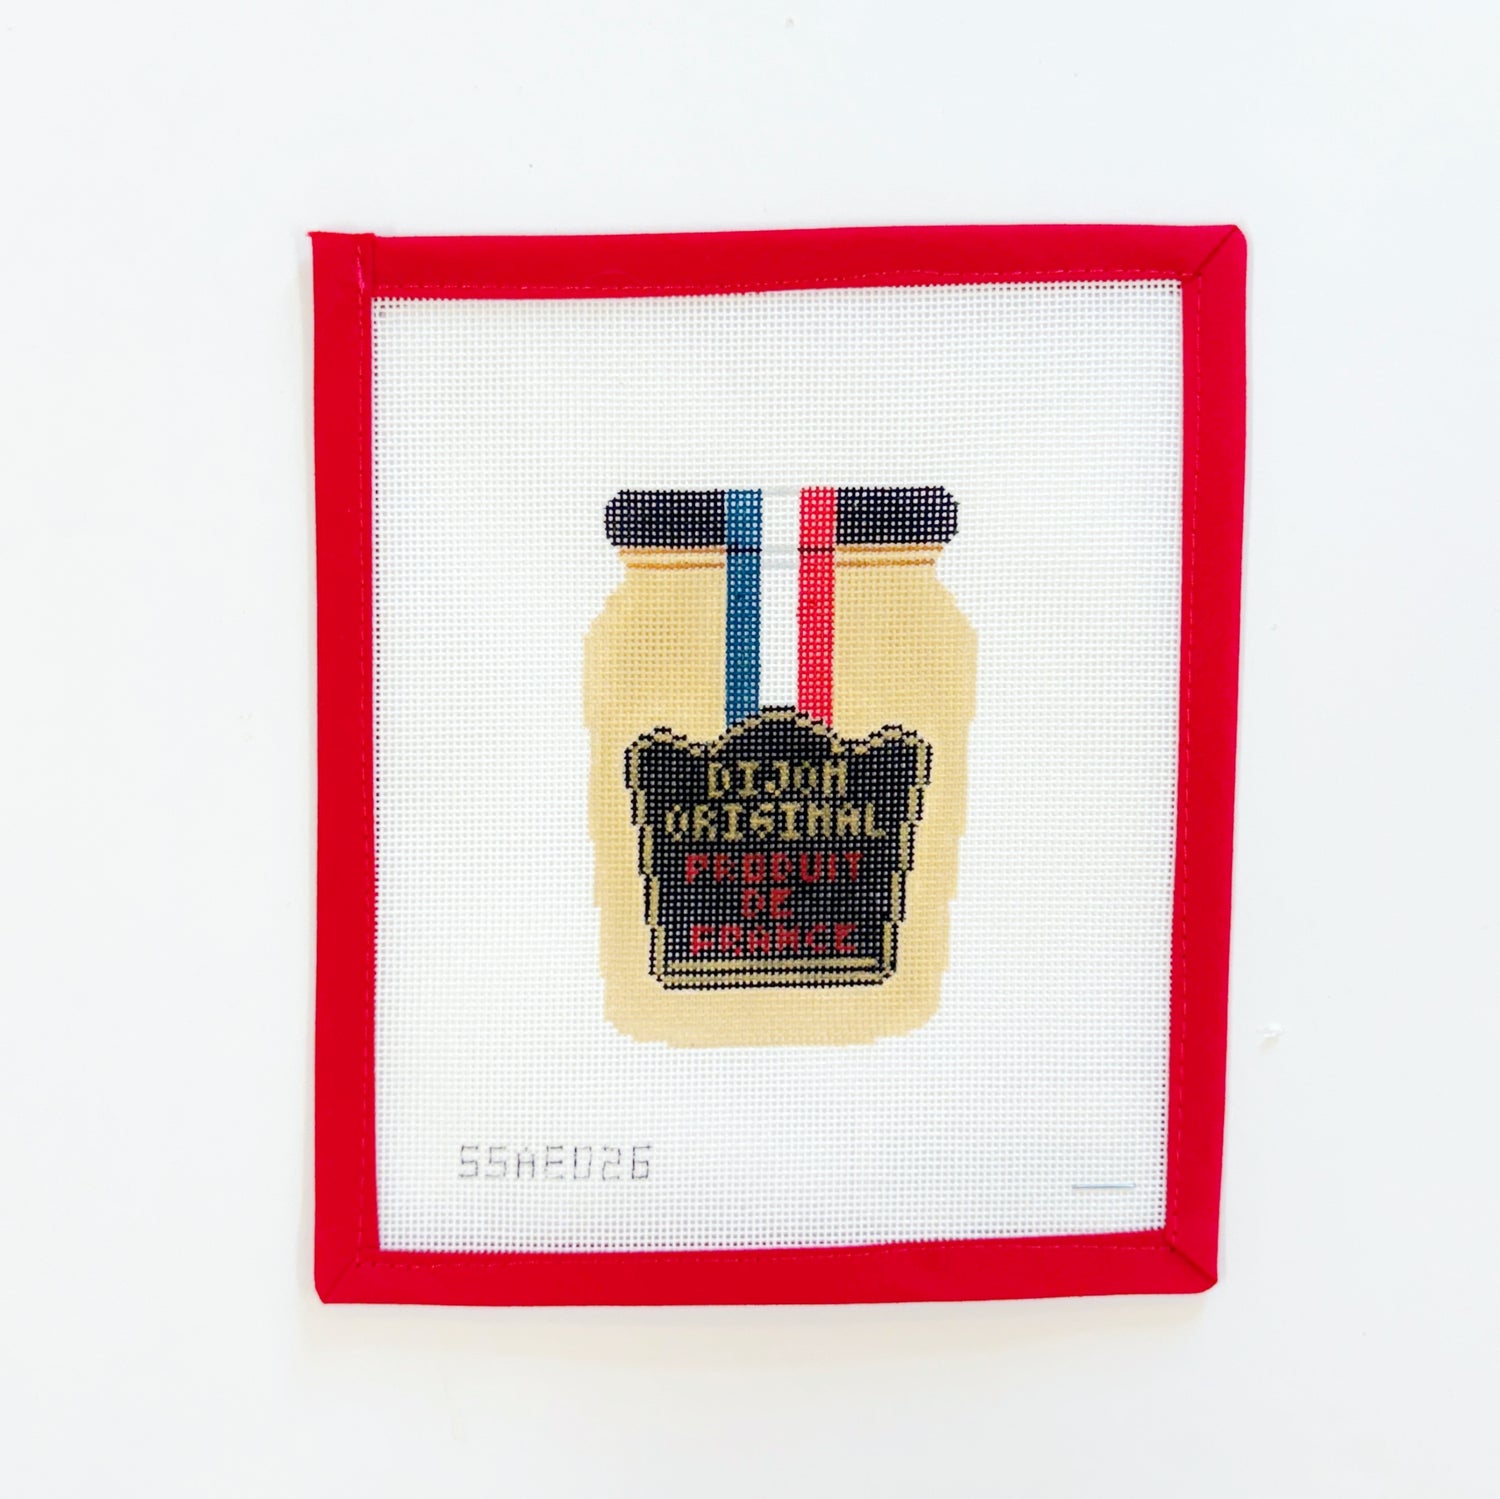 DIJON
ORIGINAL
PRODUIT
DE
FRANCE
SSAE026